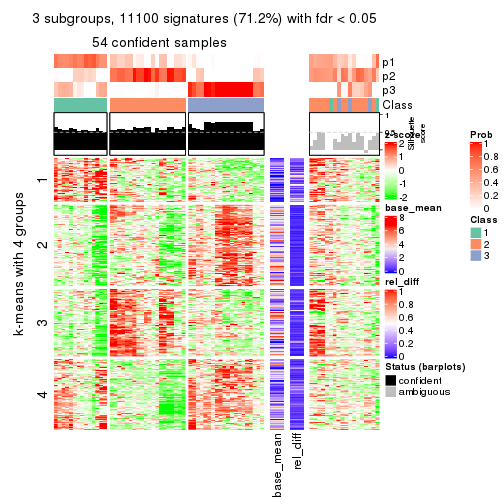 3 subgroups, 11100 signatures (71.2%) with fdr < 0.05
54 confident samples
p1
p2
p3
Class
1
0.5
Silhouette
score
k-means with 4 groups
1
2
3
4
z-score
2
1
0
-1
-2
base_mean
8
6
4
2
0
rel_diff
1
0.8
0.6
0.4
0.2
0
Status (barplots)
confident
ambiguous
Prob
1
0.8
0.6
0.4
0.2
0
Class
1
2
3
base_mean
rel_diff